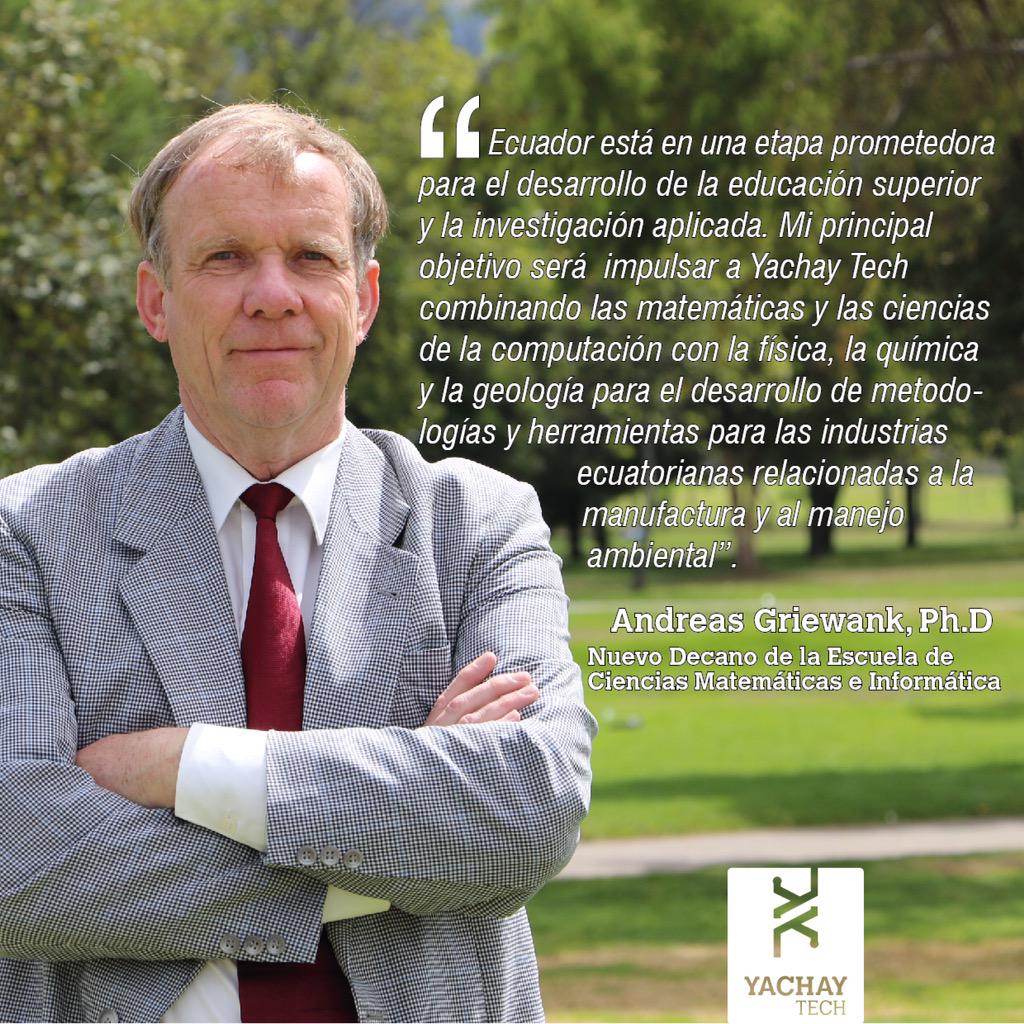 “ Ecuador está en una etapa prometedora
para el desarrollo de la educación superior
y la investigación aplicada. Mi principal
objetivo será impulsar a Yachay Tech
combinando las matemáticas y las ciencias
de la computación con la física, la química
y la geología para el desarrollo de metodo-
logías y herramientas para las industrias
ecuatorianas relacionadas a la
manufactura y al manejo
ambiental”.
Andreas Griewank, Ph.D
Nuevo Decano de la Escuela de
Ciencias Matemáticas e Informática
YACHAY
TECH